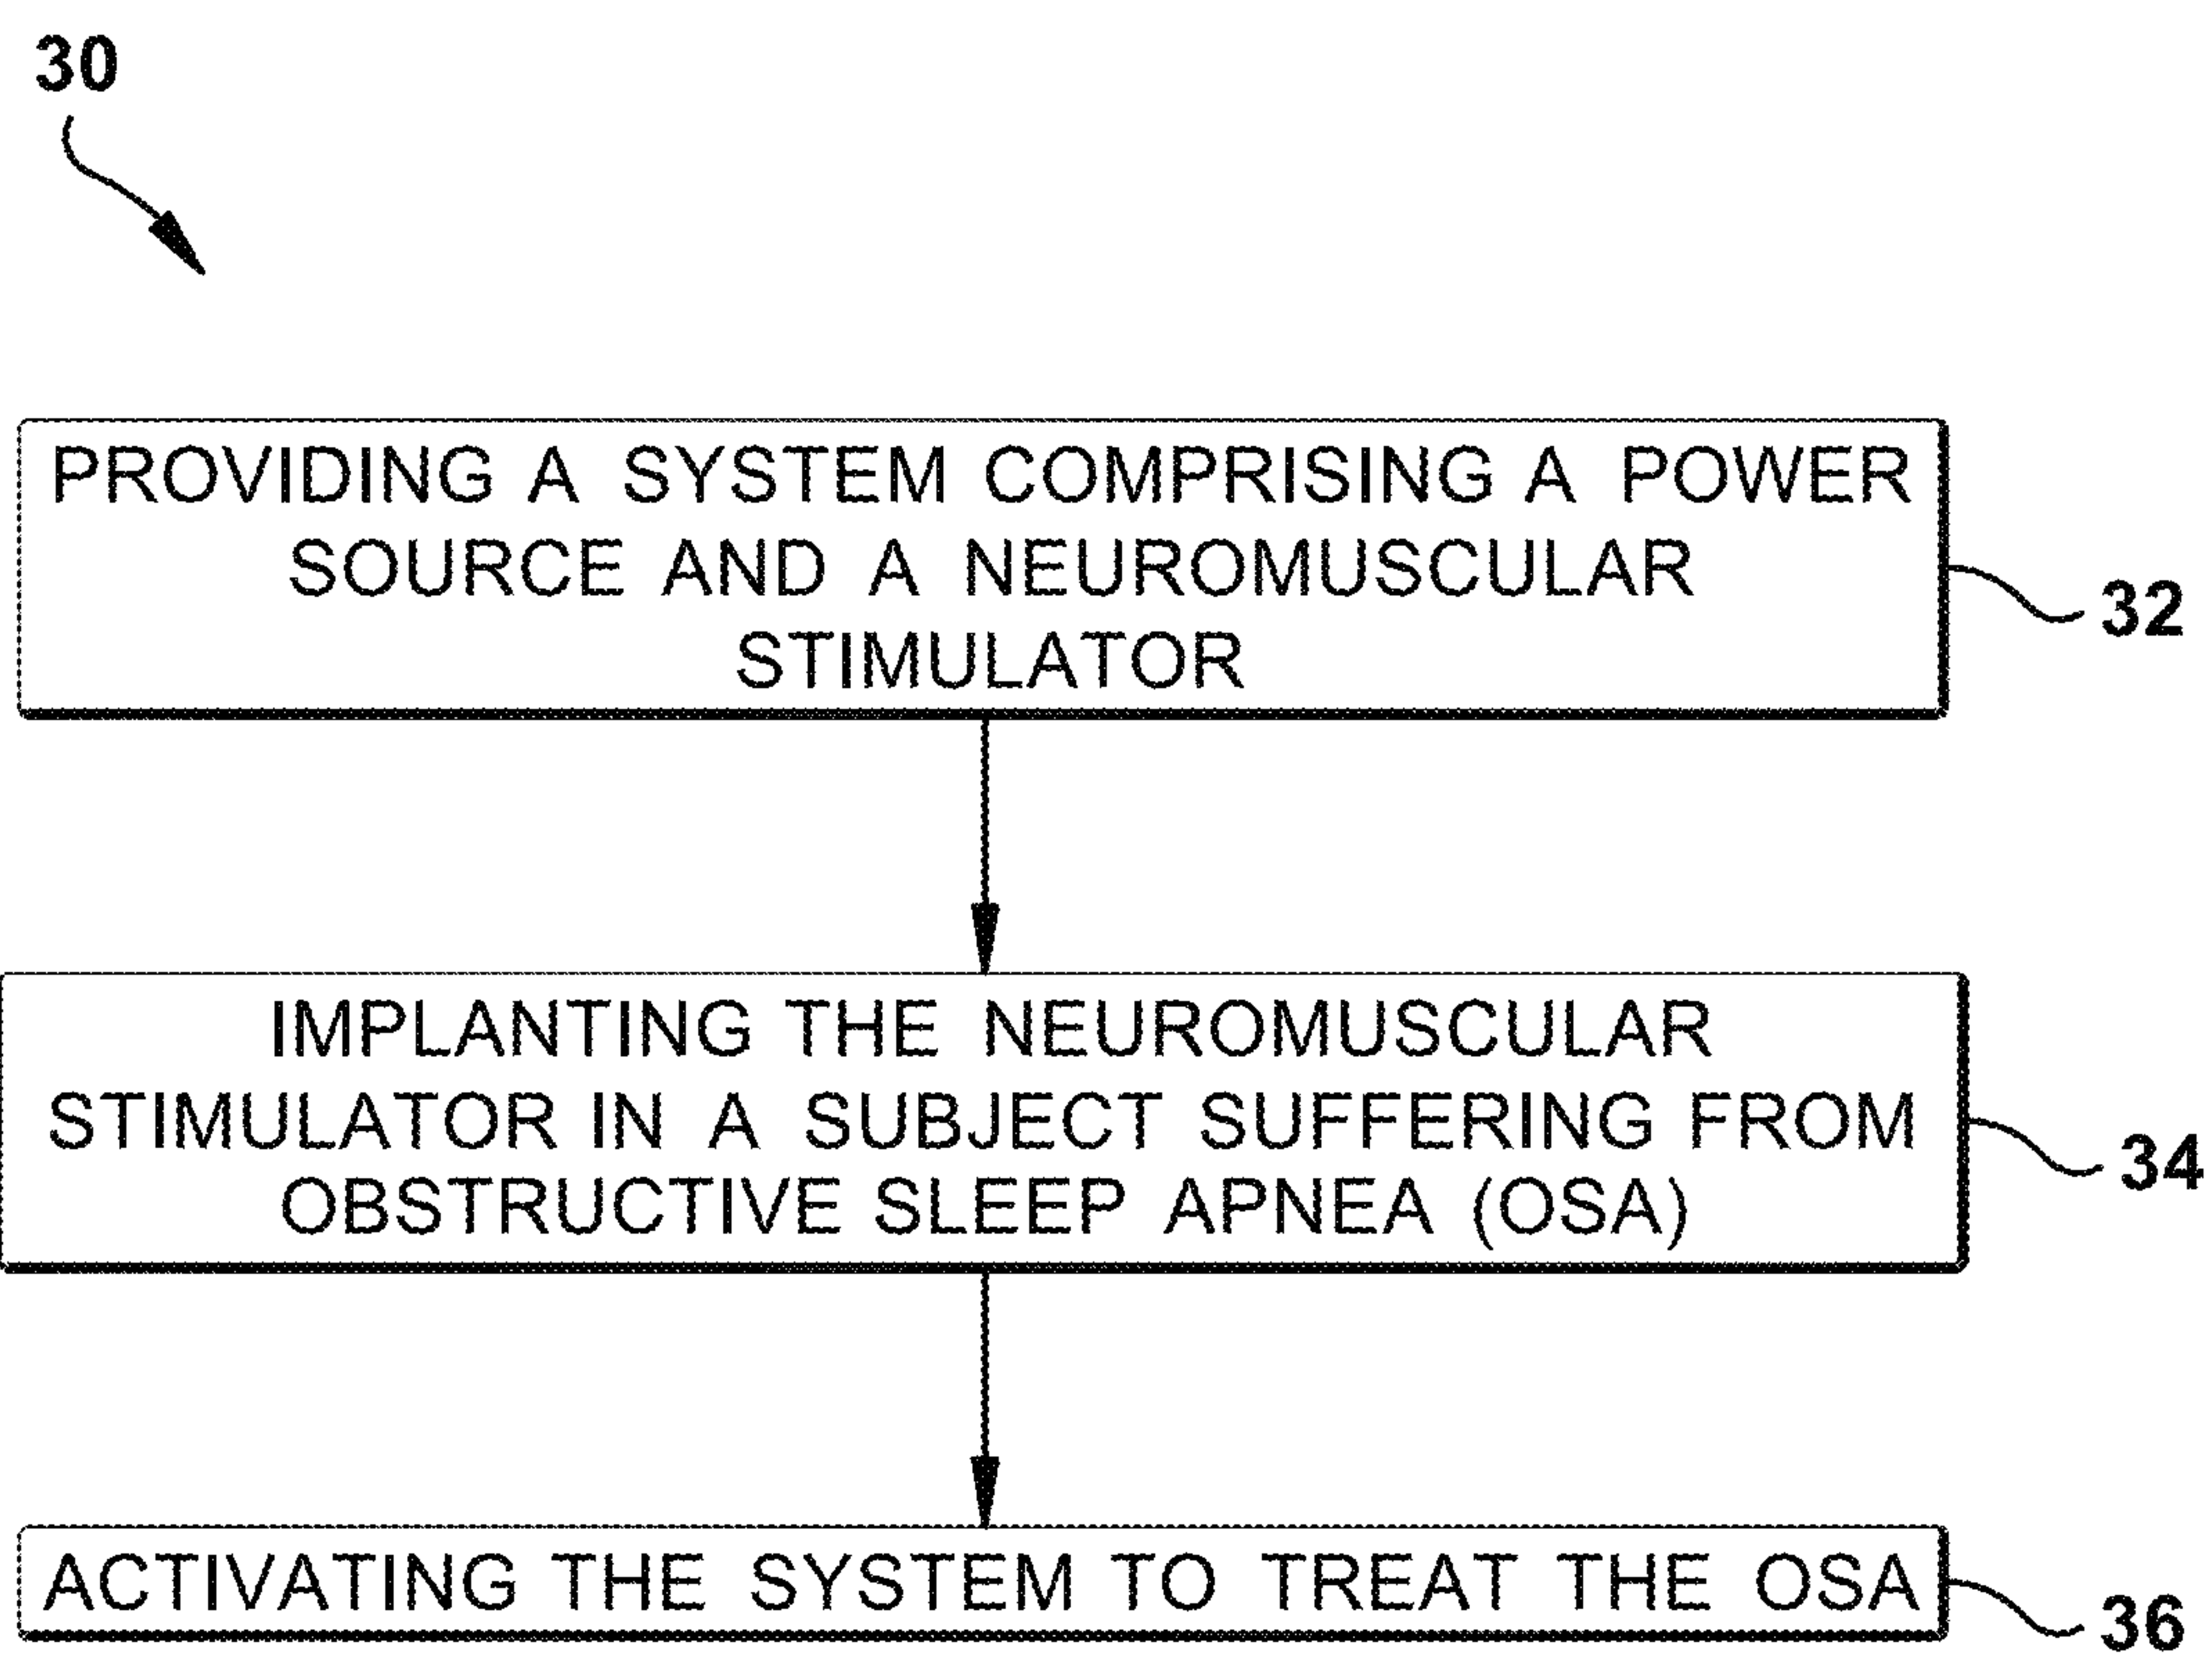 30
PROVIDING A SYSTEM COMPRISING A POWER
SOURCE AND A NEUROMUSCULAR
STIMULATOR
32
IMPLANTING THE NEUROMUSCULAR
STIMULATOR IN A SUBJECT SUFFERING FROM
OBSTRUCTIVE SLEEP APNEA (OSA)
34
ACTIVATING THE SYSTEM TO TREAT THE OSA
36